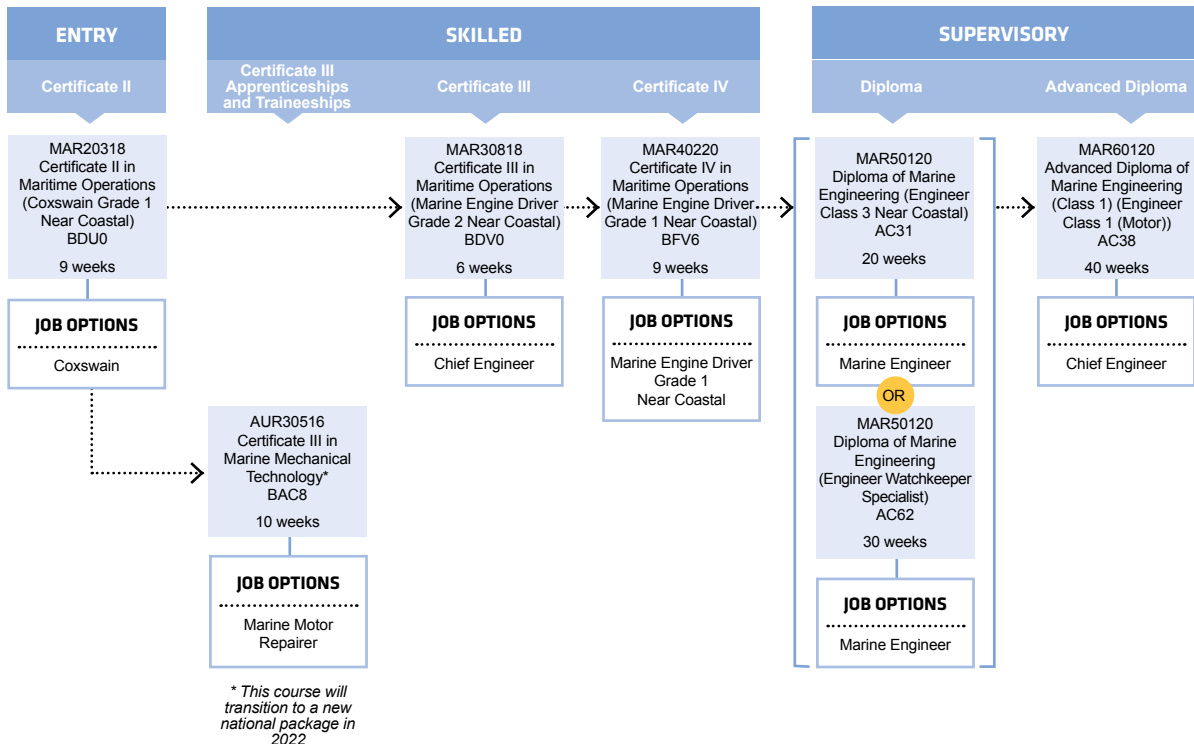 ENTRY
SKILLED
SUPERVISORY
Certificate II
Certificate III
Apprenticeships
and Traineeships
Certificate III
Certificate IV
Diploma
Advanced Diploma
MAR20318
Certificate II in
Maritime Operations
(Coxswain Grade 1
Near Coastal)
BDU0
9 weeks
JOB OPTIONS
Coxswain
AUR30516
Certificate III in
Marine Mechanical
Technology*
BAC8
10 weeks
JOB OPTIONS
Marine Motor
Repairer
* This course will
transition to a new
national package in
2022
MAR30818
Certificate III in
Maritime Operations
(Marine Engine Driver
Grade 2 Near Coastal)
BDV0
6 weeks
JOB OPTIONS
Chief Engineer
MAR40220
Certificate IV in
Maritime Operations
(Marine Engine Driver
Grade 1 Near Coastal)
BFV6
9 weeks
JOB OPTIONS
Marine Engine Driver
Grade 1
Near Coastal
MAR50120
Diploma of Marine
Engineering (Engineer
Class 3 Near Coastal)
AC31
20 weeks
JOB OPTIONS
Marine Engineer
OR
MAR50120
Diploma of Marine
Engineering
(Engineer Watchkeeper
Specialist)
AC62
30 weeks
JOB OPTIONS
Marine Engineer
MAR60120
Advanced Diploma of
Marine Engineering
(Class 1) (Engineer
Class 1 (Motor))
AC38
40 weeks
JOB OPTIONS
Chief Engineer